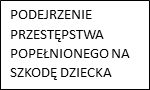 PODEJRZENIE
PRZESTĘPSTWA
POPEŁNIONEGO NA
SZKODĘ DZIECKA